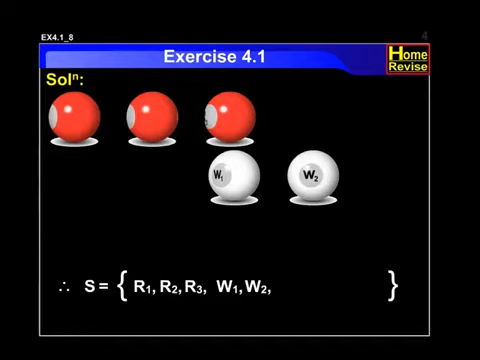 EX4.1_8
4
Exercise 4.1
Home
Revise
Solⁿ:
W₁ W₂
∴ S = { R₁, R₂, R₃, W₁, W₂, }